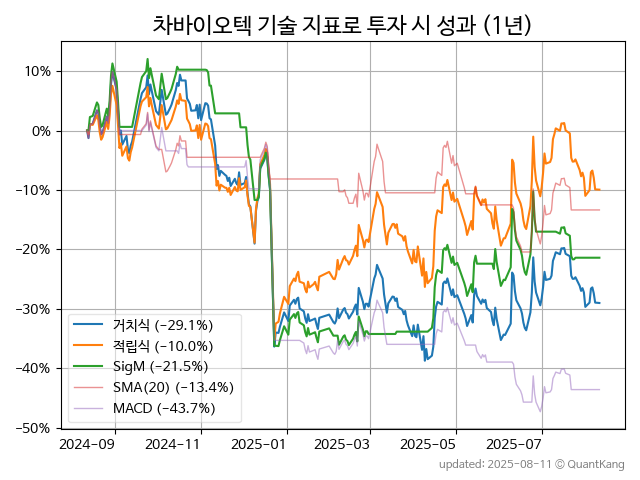 차바이오텍 기술 지표로 투자 시 성과 (1년)
10%
0%
−10%
−20%
−30%
−40%
−50%
거치식 (−29.1%)
적립식 (−10.0%)
SigM (−21.5%)
SMA(20) (−13.4%)
MACD (−43.7%)
2024−09
2024−11
2025−01
2025−03
2025−05
2025−07
updated: 2025−08−11 © QuantKang